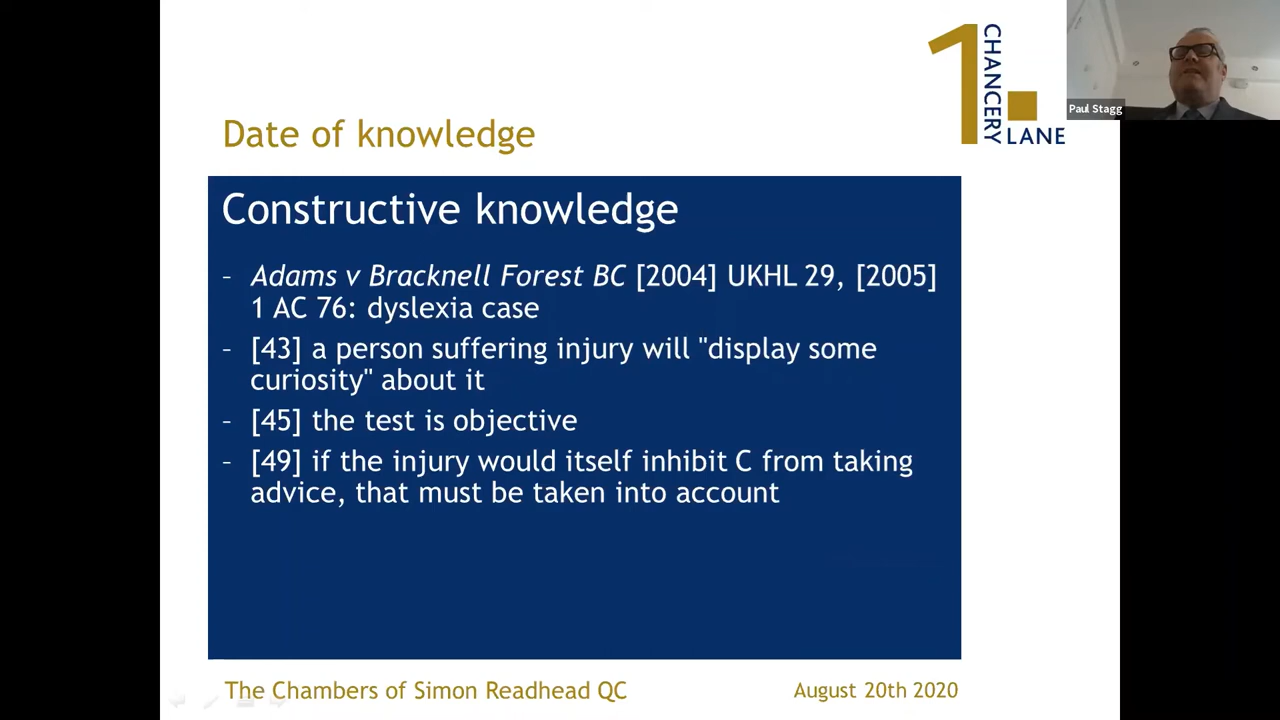 1 CHANCERY LANE
Paul Stagg
Date of knowledge
Constructive knowledge
- Adams v Bracknell Forest BC [2004] UKHL 29, [2005]
1 AC 76: dyslexia case
- [43] a person suffering injury will "display some
curiosity" about it
- [45] the test is objective
- [49] if the injury would itself inhibit C from taking
advice, that must be taken into account
The Chambers of Simon Readhead QC
August 20th 2020